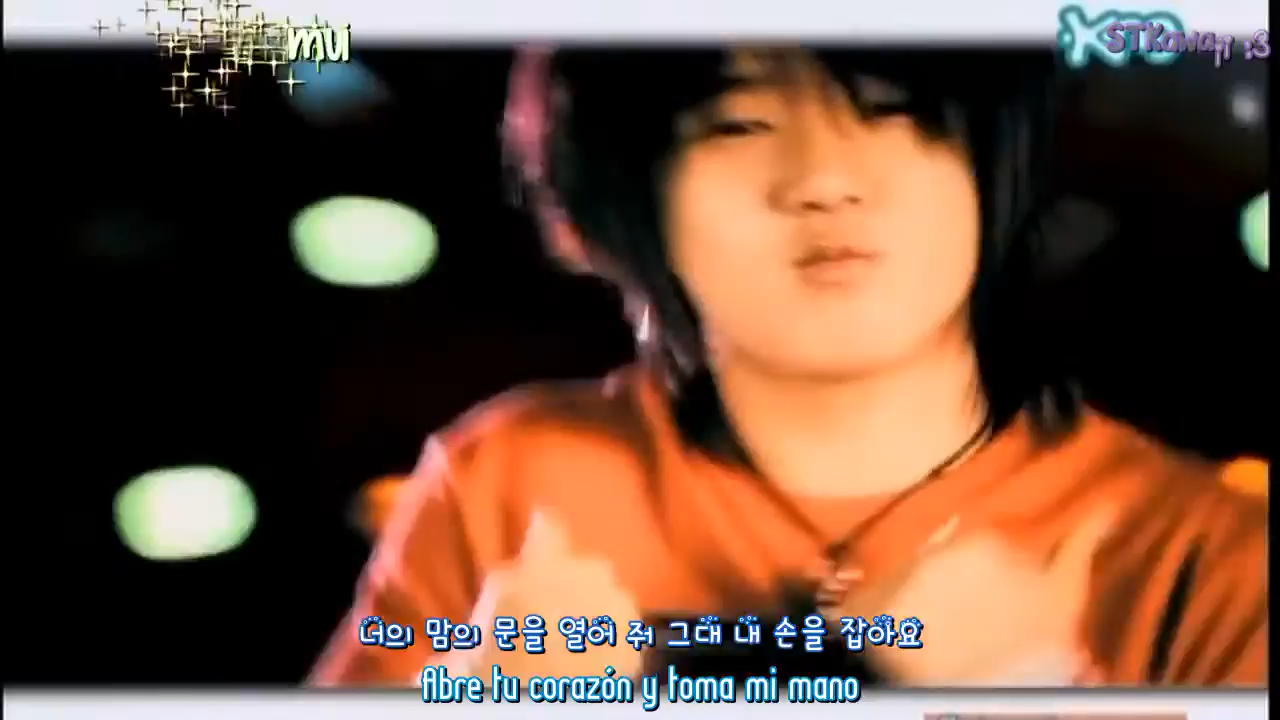 mui
STKawaii :3
너의 맘의 문을 열어 줘 그대 내 손을 잡아요
Abre tu corazón y toma mi mano